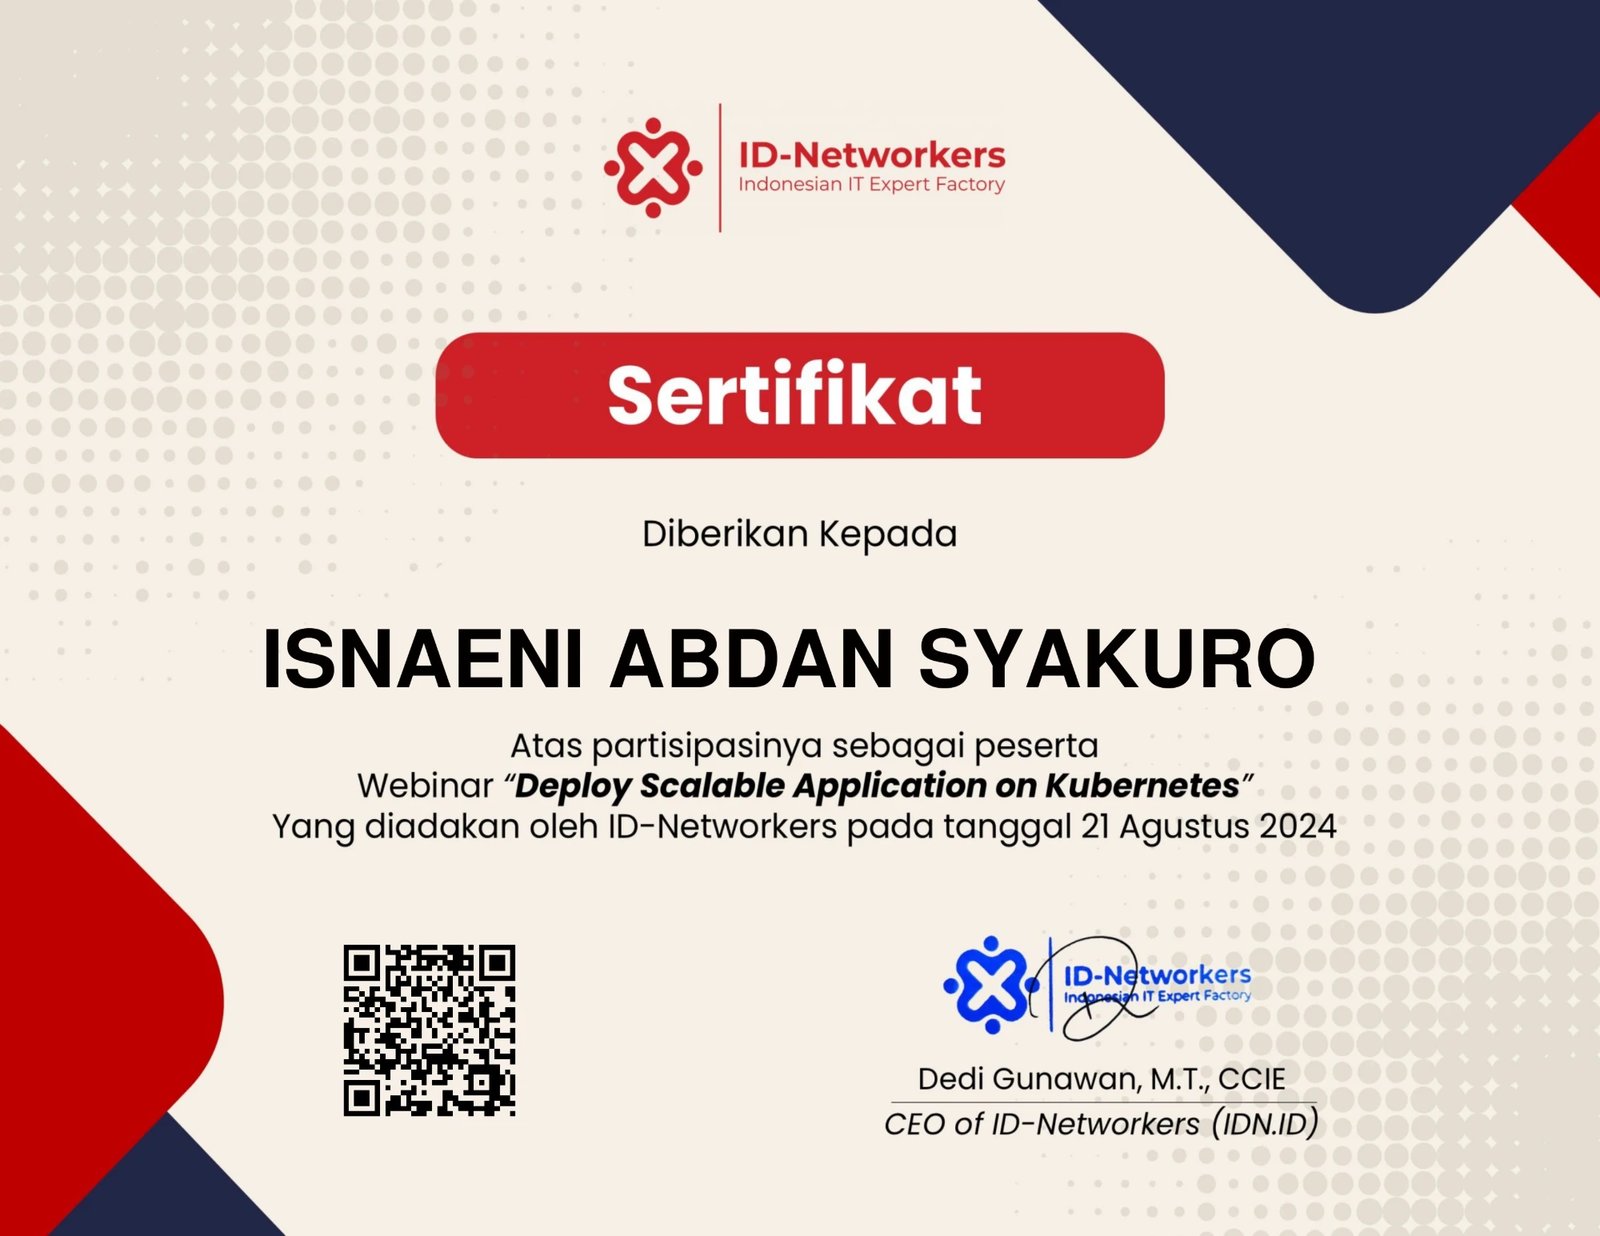 ID-Networkers
Indonesian IT Expert Factory
Sertifikat
Diberikan Kepada
ISNAENI ABDAN SYAKURO
Atas partisipasinya sebagai peserta
Webinar “Deploy Scalable Application on Kubernetes”
Yang diadakan oleh ID-Networkers pada tanggal 21 Agustus 2024
ID-Networkers
Indonesian IT Expert Factory
Dedi Gunawan, M.T., CCIE
CEO of ID-Networkers (IDN.ID)